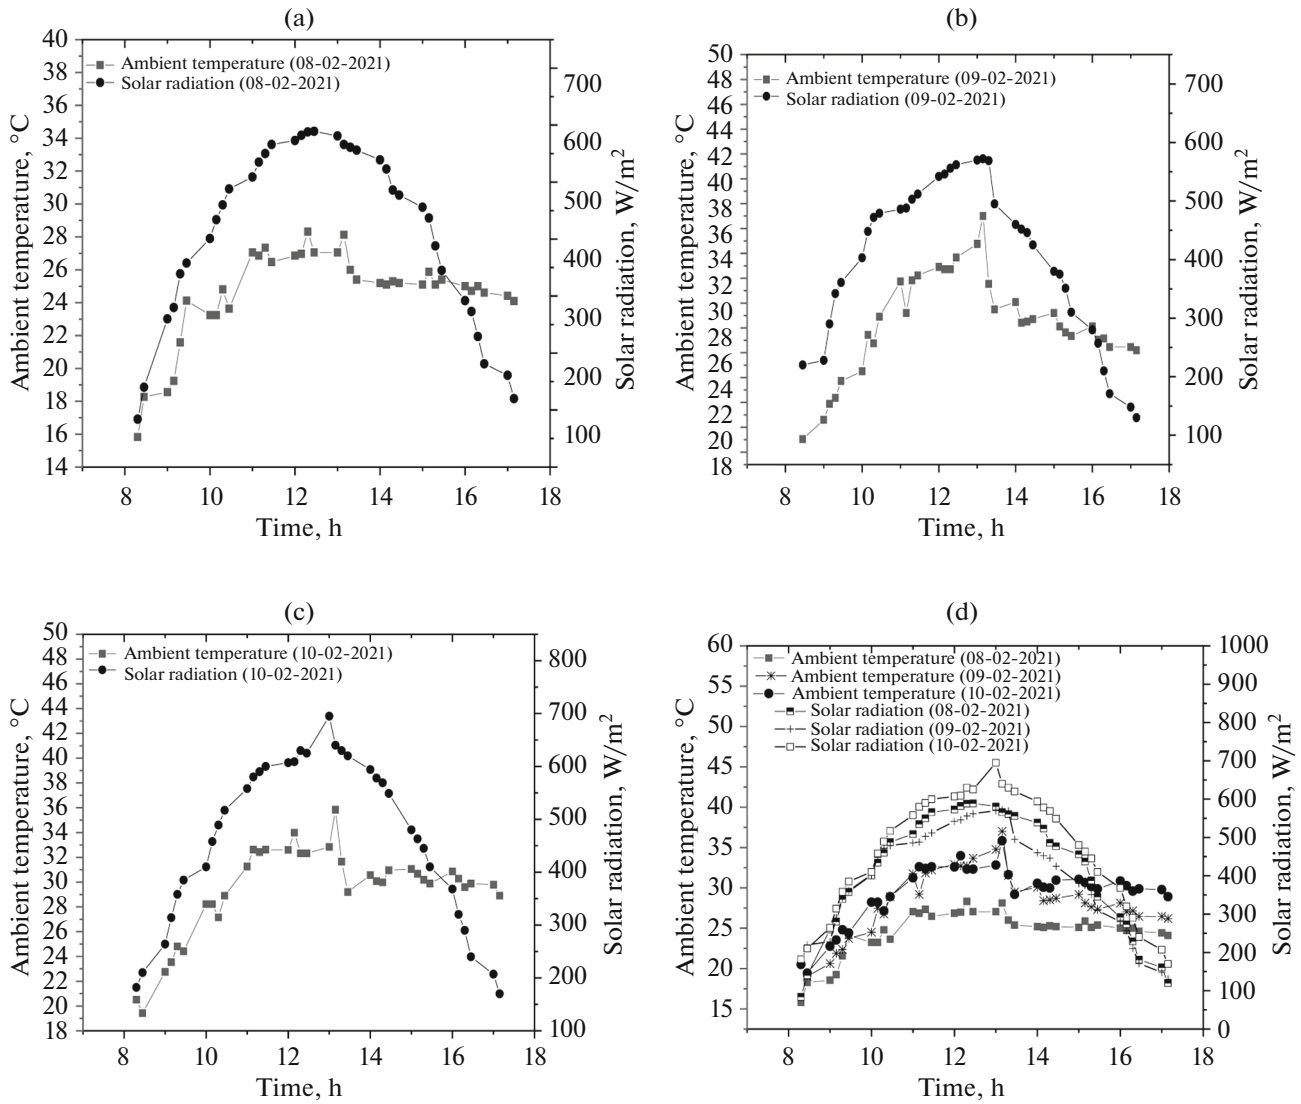 (a)
40
38
36
34
32
30
28
26
24
22
20
18
16
14
Ambient temperature, °C
Ambient temperature (08-02-2021)
Solar radiation (08-02-2021)
700
600
500
400
300
200
100
Solar radiation, W/m2
8 10 12 14 16 18
Time, h
(b)
50
48
46
44
42
40
38
36
34
32
30
28
26
24
22
20
18
Ambient temperature, °C
Ambient temperature (09-02-2021)
Solar radiation (09-02-2021)
700
600
500
400
300
200
100
Solar radiation, W/m2
8 10 12 14 16 18
Time, h
(c)
50
48
46
44
42
40
38
36
34
32
30
28
26
24
22
20
18
Ambient temperature, °C
Ambient temperature (10-02-2021)
Solar radiation (10-02-2021)
800
700
600
500
400
300
200
100
Solar radiation, W/m2
8 10 12 14 16 18
Time, h
(d)
60
55
50
45
40
35
30
25
20
15
Ambient temperature, °C
Ambient temperature (08-02-2021)
Ambient temperature (09-02-2021)
Ambient temperature (10-02-2021)
Solar radiation (08-02-2021)
Solar radiation (09-02-2021)
Solar radiation (10-02-2021)
1000
900
800
700
600
500
400
300
200
100
0
Solar radiation, W/m2
8 10 12 14 16 18
Time, h